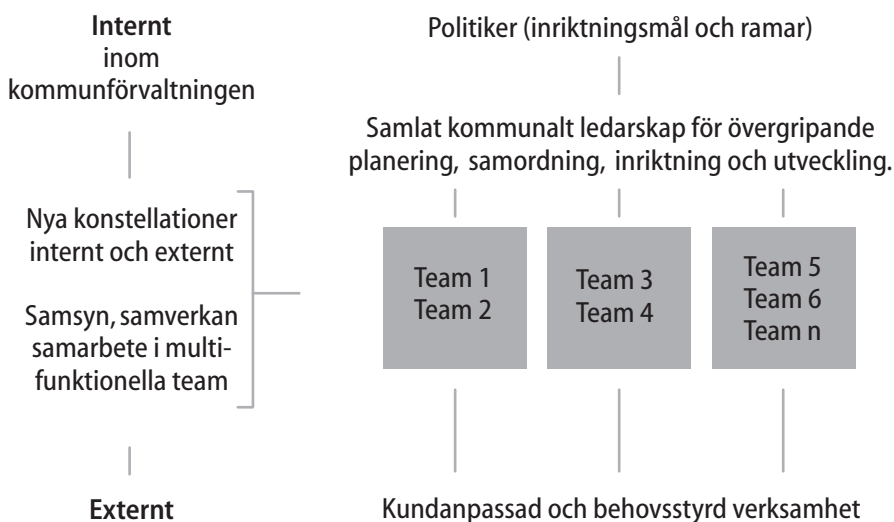 Internt
inom
kommunförvaltningen
Nya konstellationer
internt och externt
Samsyn, samverkan
samarbete i multi-
funktionella team
Externt
Politiker (inriktningsmål och ramar)
Samlat kommunalt ledarskap för övergripande
planering, samordning, inriktning och utveckling.
Team 1
Team 2
Team 3
Team 4
Team 5
Team 6
Team n
Kundanpassad och behovsstyrd verksamhet